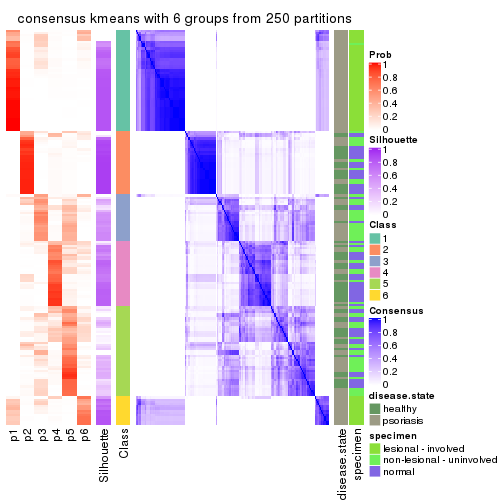 consensus kmeans with 6 groups from 250 partitions
Prob
1
0.8
0.6
0.4
0.2
0
Silhouette
1
0.8
0.6
0.4
0.2
0
Class
1
2
3
4
5
6
Consensus
1
0.8
0.6
0.4
0.2
0
disease.state
healthy
psoriasis
specimen
lesional - involved
non-lesional - uninvolved
normal
p1
p2
p3
p4
p5
p6
Silhouette
Class
disease.state
specimen